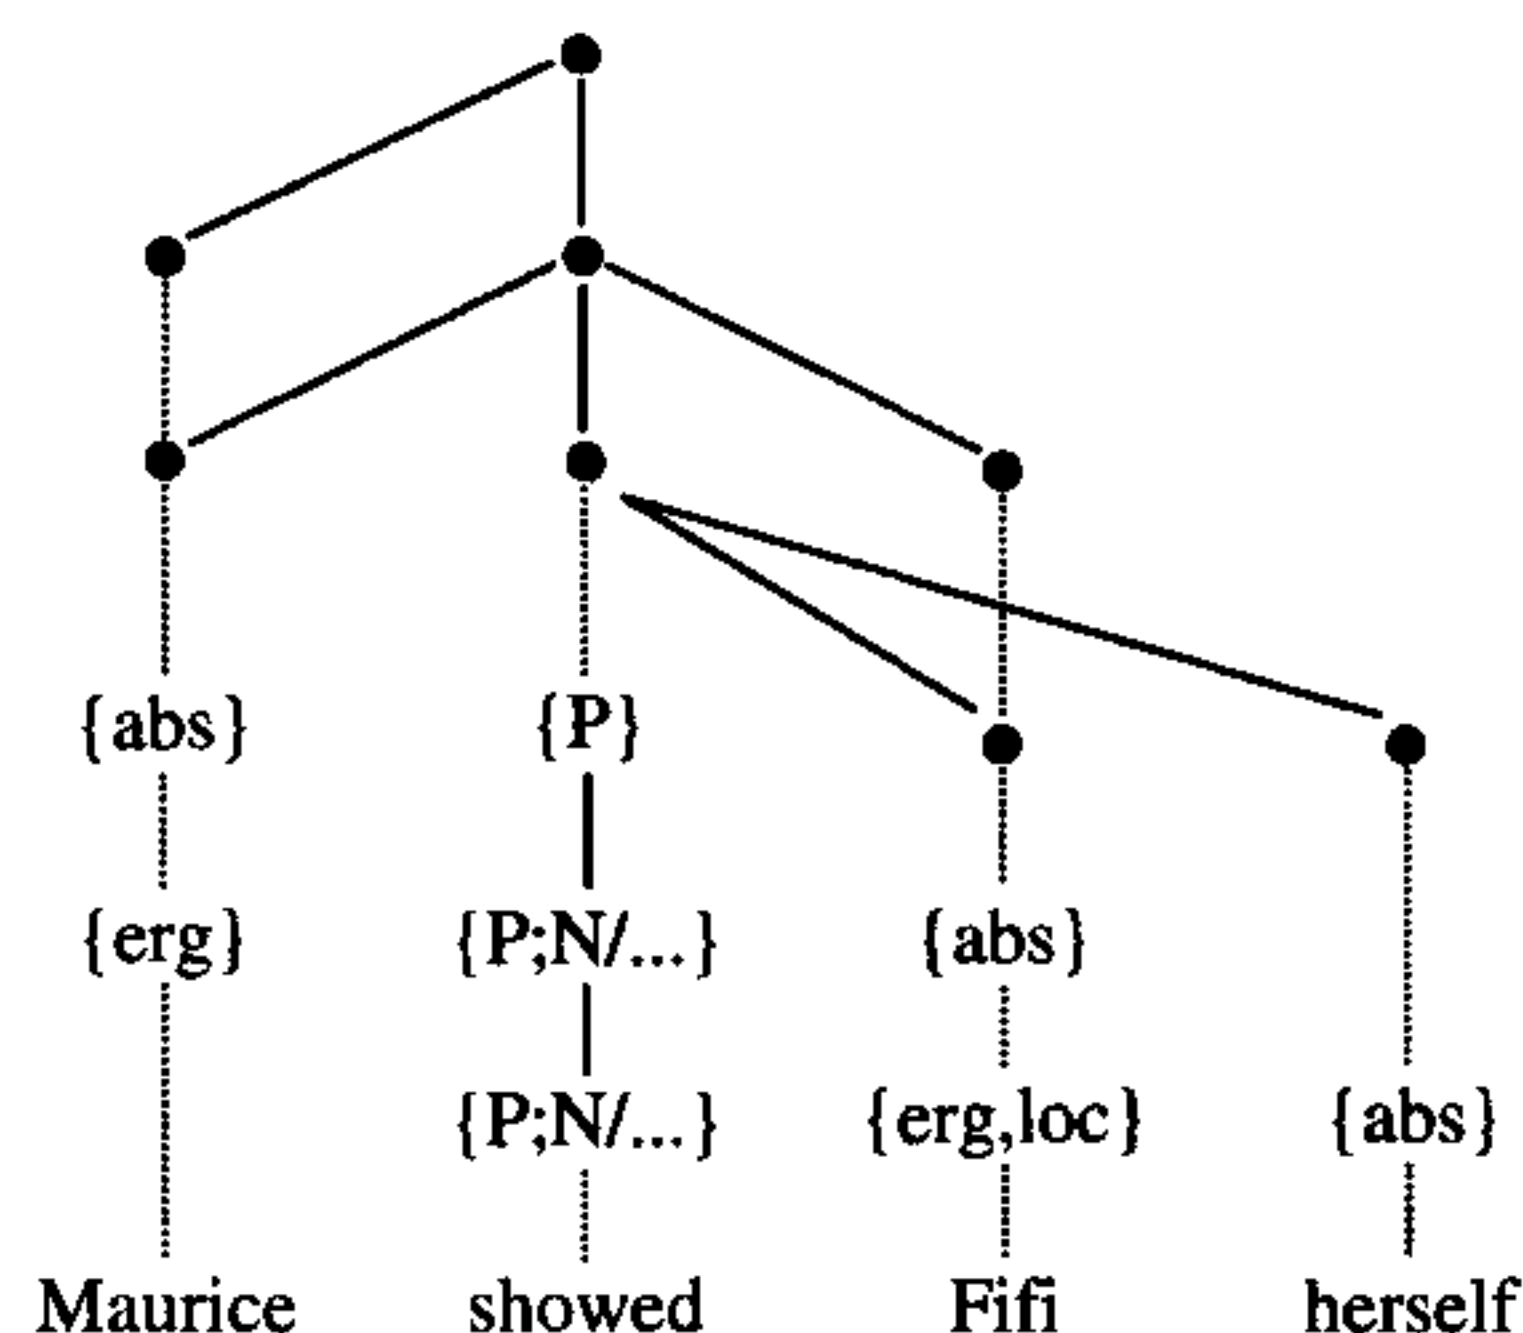 {abs} {P}
{erg} {P;N/...} {abs}
{P;N/...} {erg,loc} {abs}
Maurice showed Fifi herself